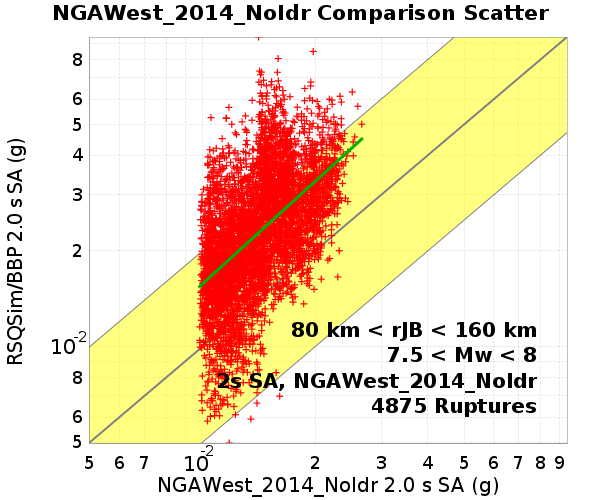 NGAWest_2014_NoIdr Comparison Scatter
RSQSim/BBP 2.0 s SA (g)
8
6
5
4
3
2
10-2
8
7
6
5
80 km < rJB < 160 km
7.5 < Mw < 8
2s SA, NGAWest_2014_NoIdr
4875 Ruptures
5 6 7 10-2 2 3 4 5 6 7 8 9
NGAWest_2014_NoIdr 2.0 s SA (g)